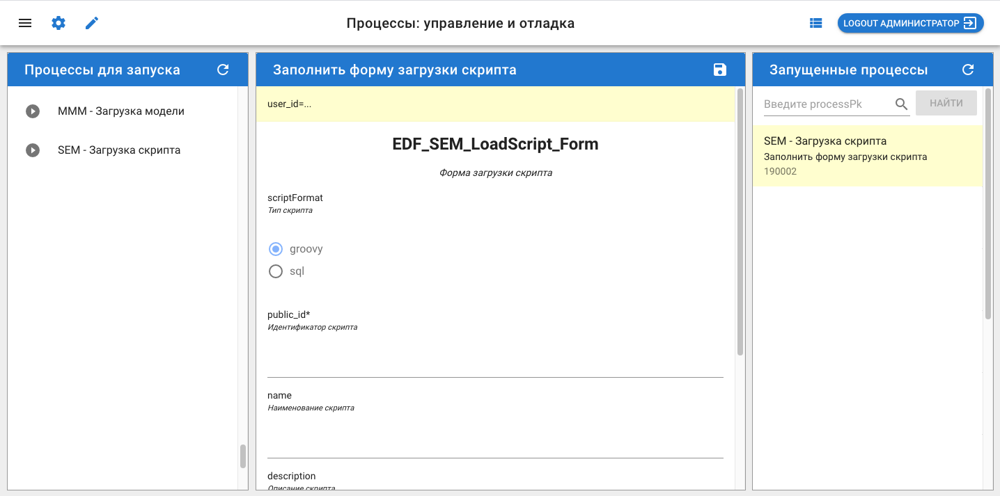 Процессы: управление и отладка
LOGOUT АДМИНИСТРАТОР
Процессы для запуска
MMM - Загрузка модели
SEM - Загрузка скрипта
Заполнить форму загрузки скрипта
user_id=...
EDF_SEM_LoadScript_Form
Форма загрузки скрипта
scriptFormat
Тип скрипта
groovy
sql
public_id*
Идентификатор скрипта
name
Наименование скрипта
description
Описание скрипта
Запущенные процессы
Введите processPk
НАЙТИ
SEM - Загрузка скрипта
Заполнить форму загрузки скрипта
190002